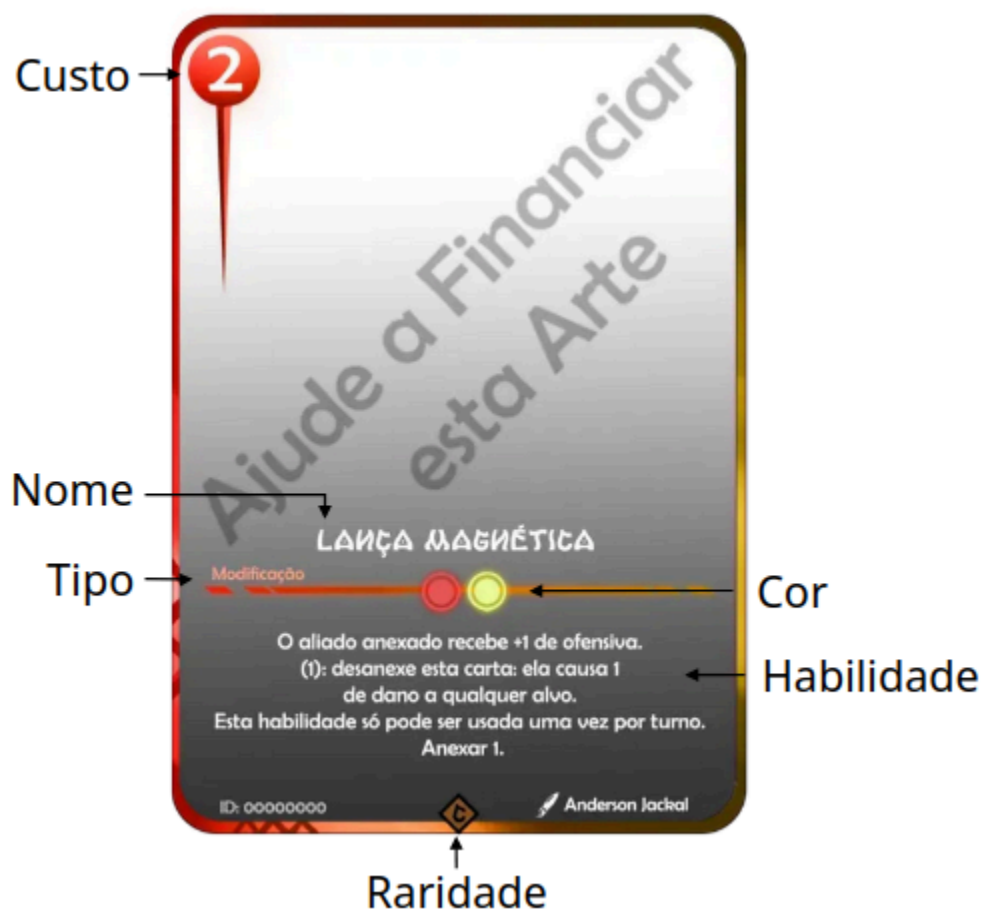 Custo
2
Ajude a Financiar
esta Arte
Nome
LANÇA MAGNÉTICA
Tipo
Modificação
Cor
O aliado anexado recebe +1 de ofensiva.
(1): desanexe esta carta: ela causa 1
de dano a qualquer alvo.
Esta habilidade só pode ser usada uma vez por turno.
Anexar 1.
Habilidade
ID: 00000000
C
Anderson Jackal
Raridade